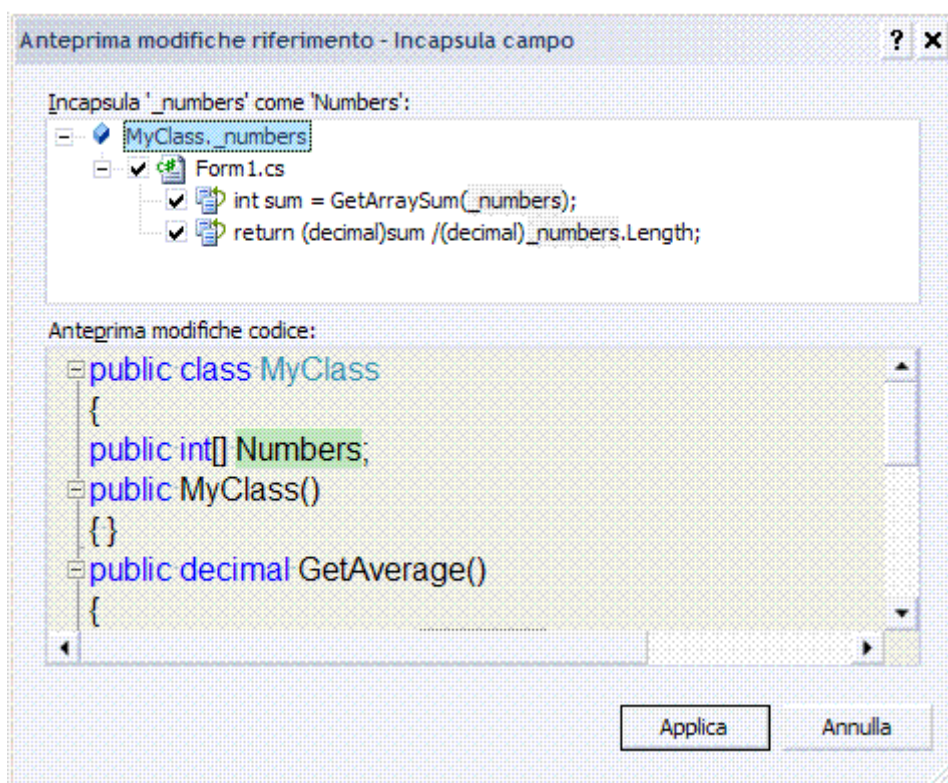 Anteprima modifiche riferimento - Incapsula campo
Incapsula '_numbers' come 'Numbers':
MyClass._numbers
Form1.cs
int sum = GetArraySum(_numbers);
return (decimal)sum /(decimal)_numbers.Length;
Anteprima modifiche codice:
public class MyClass
{
public int[] Numbers;
public MyClass()
{ }
public decimal GetAverage()
{
Applica Annulla